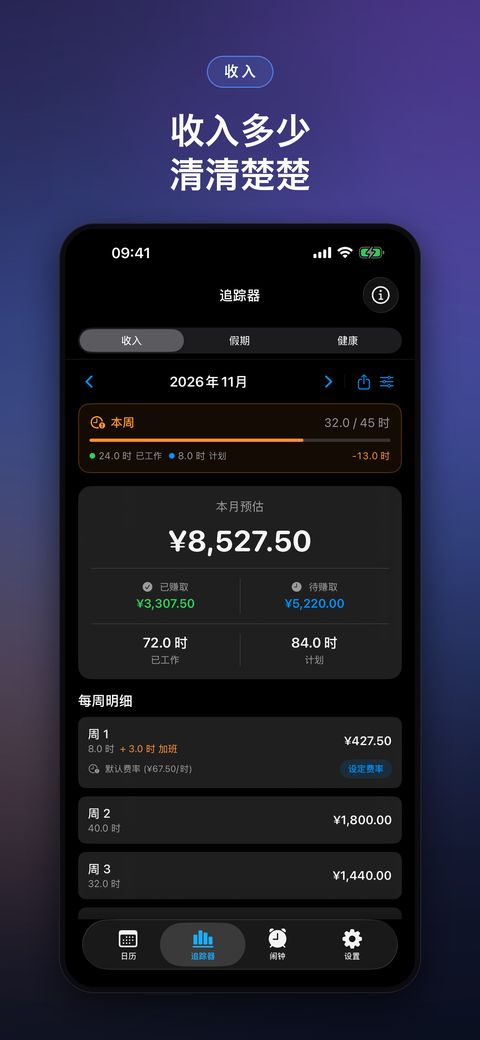 收入
收入多少
清清楚楚
09:41
追踪器
收入 假期 健康
2026年11月
本周 32.0 / 45 时
24.0 时 已工作 8.0 时 计划 -13.0 时
本月预估
¥8,527.50
已赚取 待赚取
¥3,307.50 ¥5,220.00
72.0 时 84.0 时
已工作 计划
每周明细
周 1 ¥427.50
8.0 时 + 3.0 时 加班
默认费率 (¥67.50/时) 设定费率
周 2 ¥1,800.00
40.0 时
周 3 ¥1,440.00
32.0 时
日历 追踪器 闹钟 设置